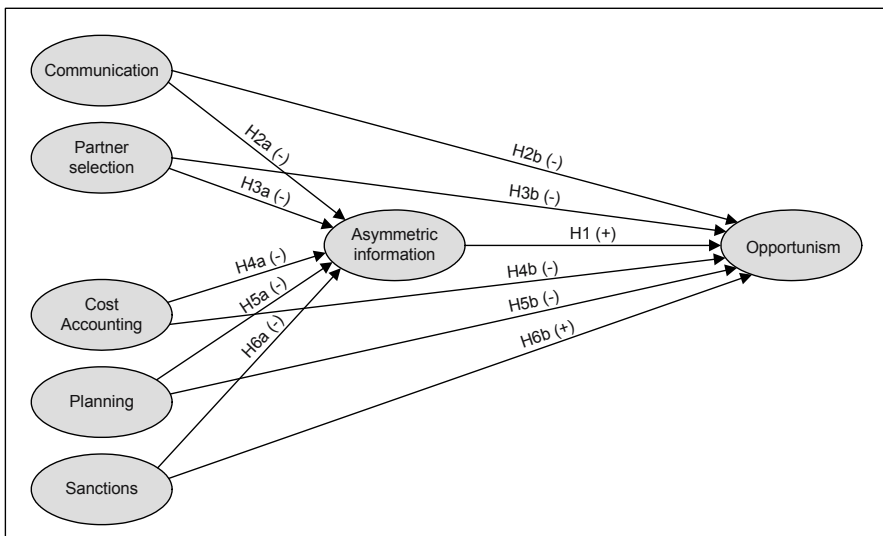 Communication
Partner
selection
Cost
Accounting
Planning
Sanctions
Asymmetric
information
Opportunism
H2a (-)
H3a (-)
H4a (-)
H5a (-)
H6a (-)
H2b (-)
H3b (-)
H1 (+)
H4b (-)
H5b (-)
H6b (+)